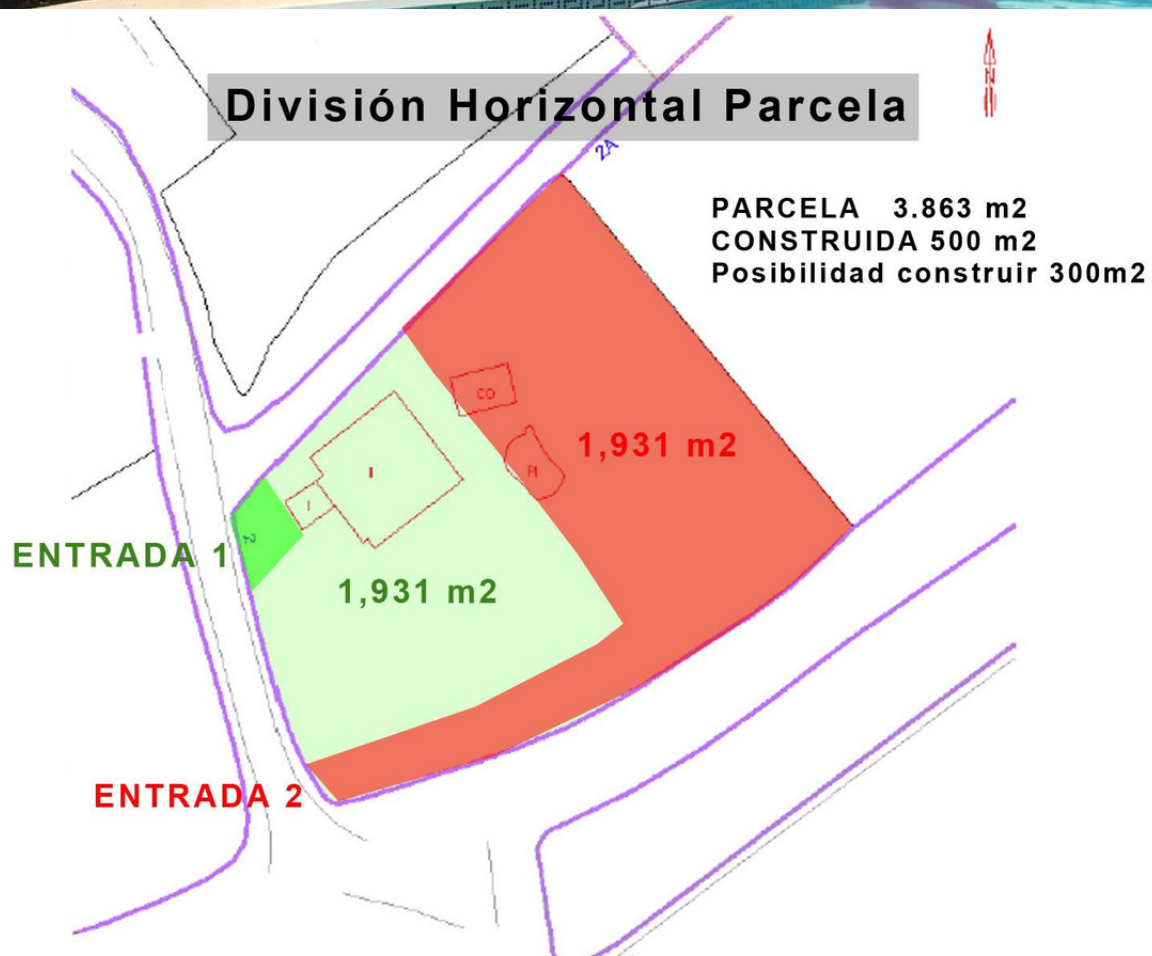 División Horizontal Parcela
N
2A
PARCELA 3.863 m2
CONSTRUIDA 500 m2
Posibilidad construir 300m2
CO
1,931 m2
PI
I
I
2
ENTRADA 1
1,931 m2
ENTRADA 2